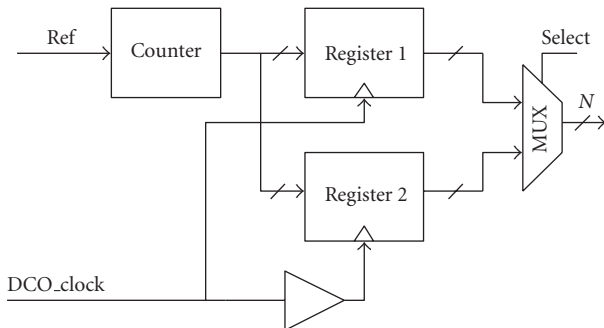 Ref
Counter
Register 1
Select
MUX
N
Register 2
DCO_clock